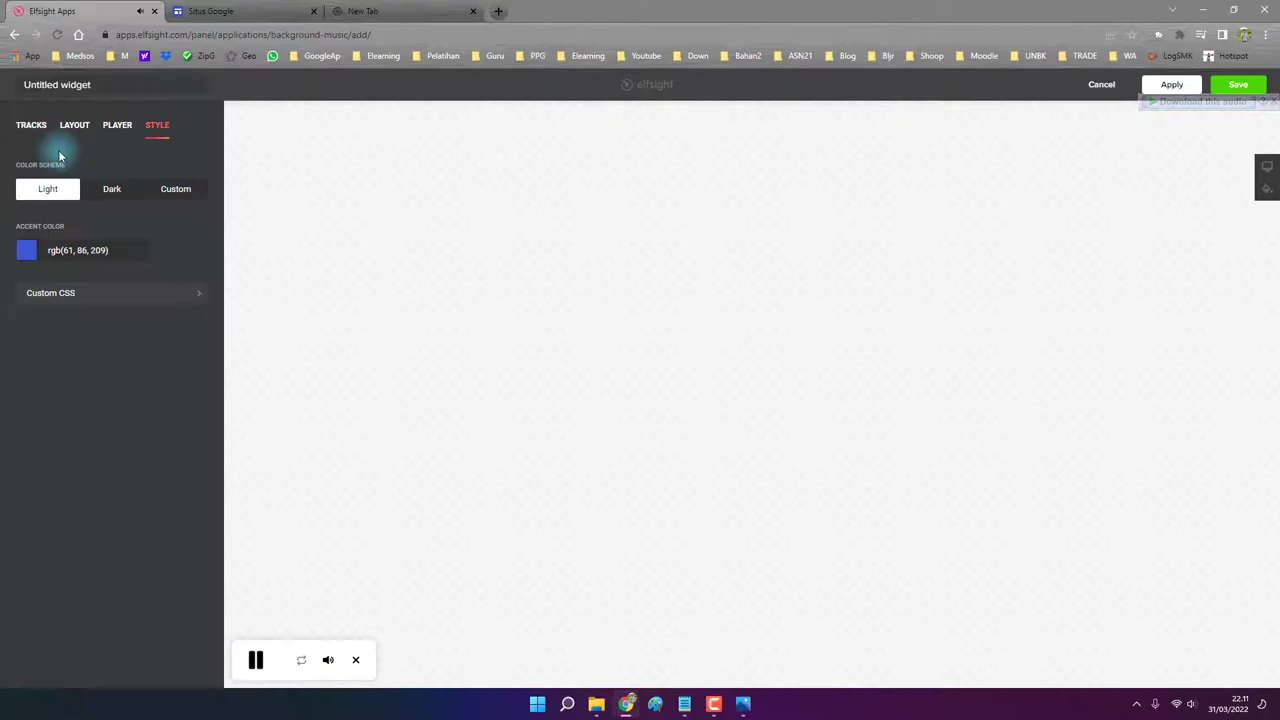 Elfsight Apps
Situs Google
New Tab
apps.elfsight.com/panel/applications/background-music/add/
App Medsos M ZipG Geo GoogleAp Elearning Pelatihan Guru PPG Elearning Youtube Down Bahan2 ASN21 Blog Bljr Shoop Moodle UNBK TRADE WA LogSMK Hotspot
Untitled widget
elfsight
Cancel
Apply
Save
Download this audio
TRACKS LAYOUT PLAYER STYLE
COLOR SCHEME
Light Dark Custom
ACCENT COLOR
rgb(61, 86, 209)
Custom CSS
22.11
31/03/2022